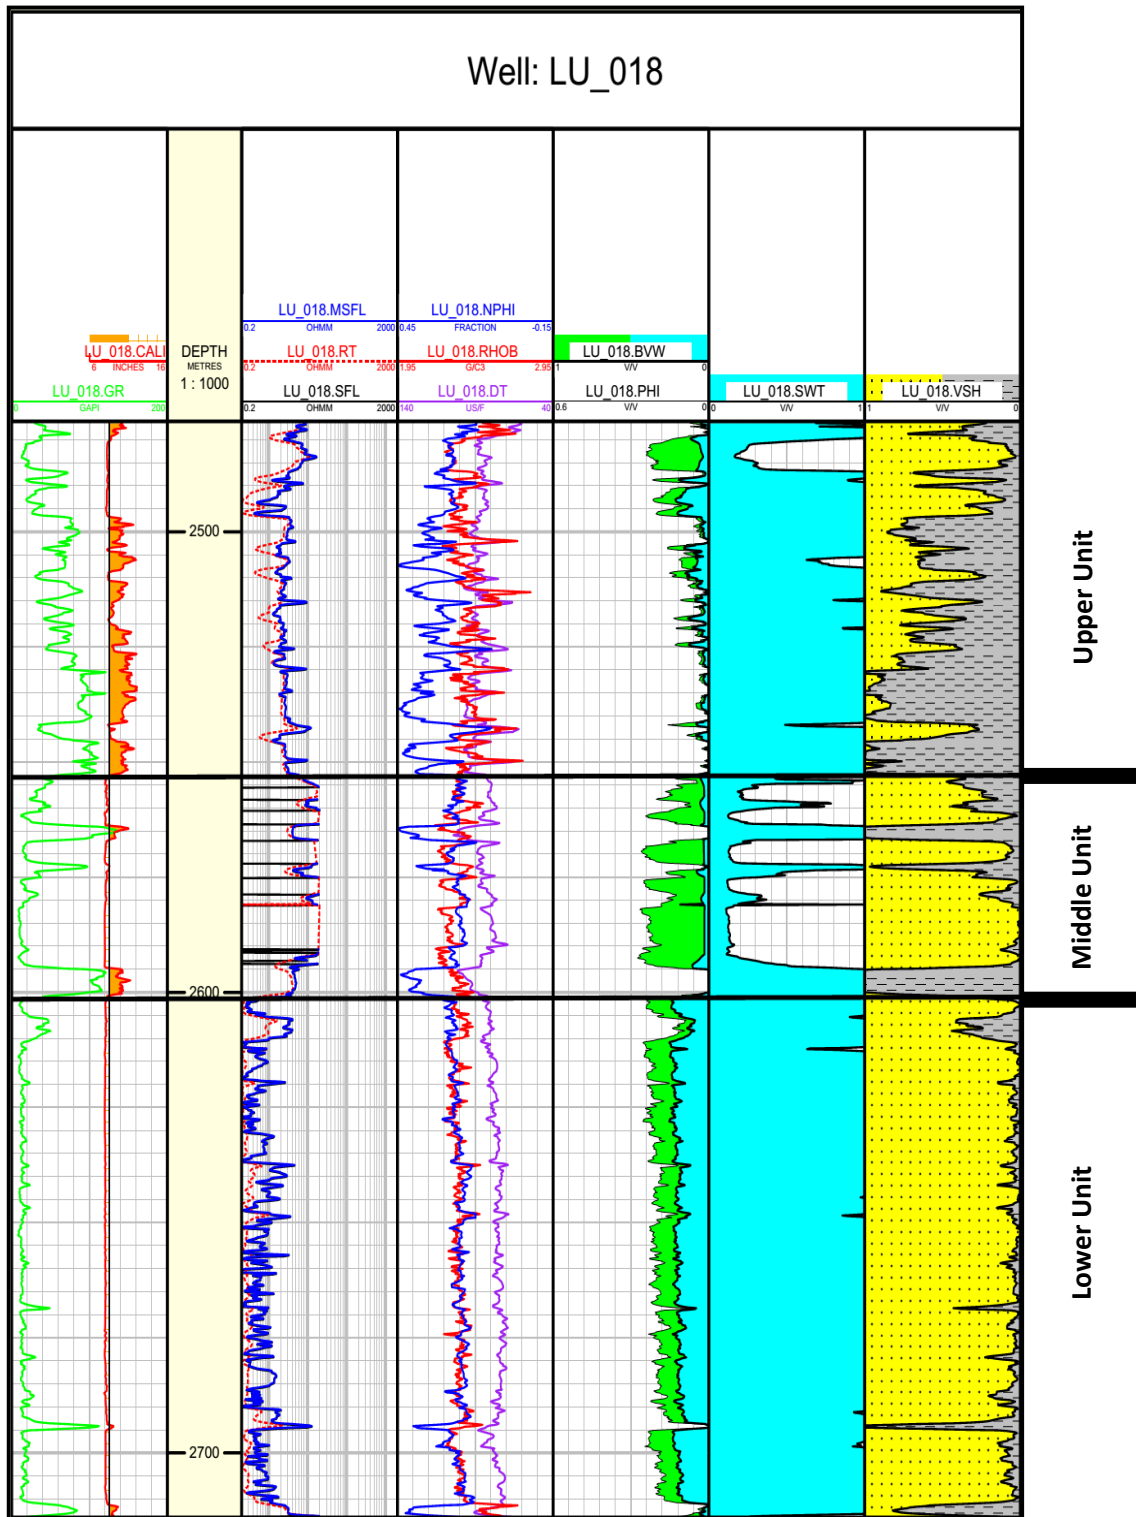 Well: LU_018
LU_018.MSFL
0.2 OHMM 2000
LU_018.NPHI
0.45 FRACTION -0.15
LU_018.CALI
6 INCHES 16
DEPTH
METRES
1 : 1000
LU_018.RT
0.2 OHMM 2000
LU_018.RHOB
1.95 G/C3 2.95
LU_018.BVW
1 V/V 0
LU_018.GR
0 GAPI 200
LU_018.SFL
0.2 OHMM 2000
LU_018.DT
140 US/F 40
LU_018.PHI
0.6 V/V 0
LU_018.SWT
0 V/V 1
LU_018.VSH
1 V/V 0
2500
Upper Unit
Middle Unit
2600
Lower Unit
2700